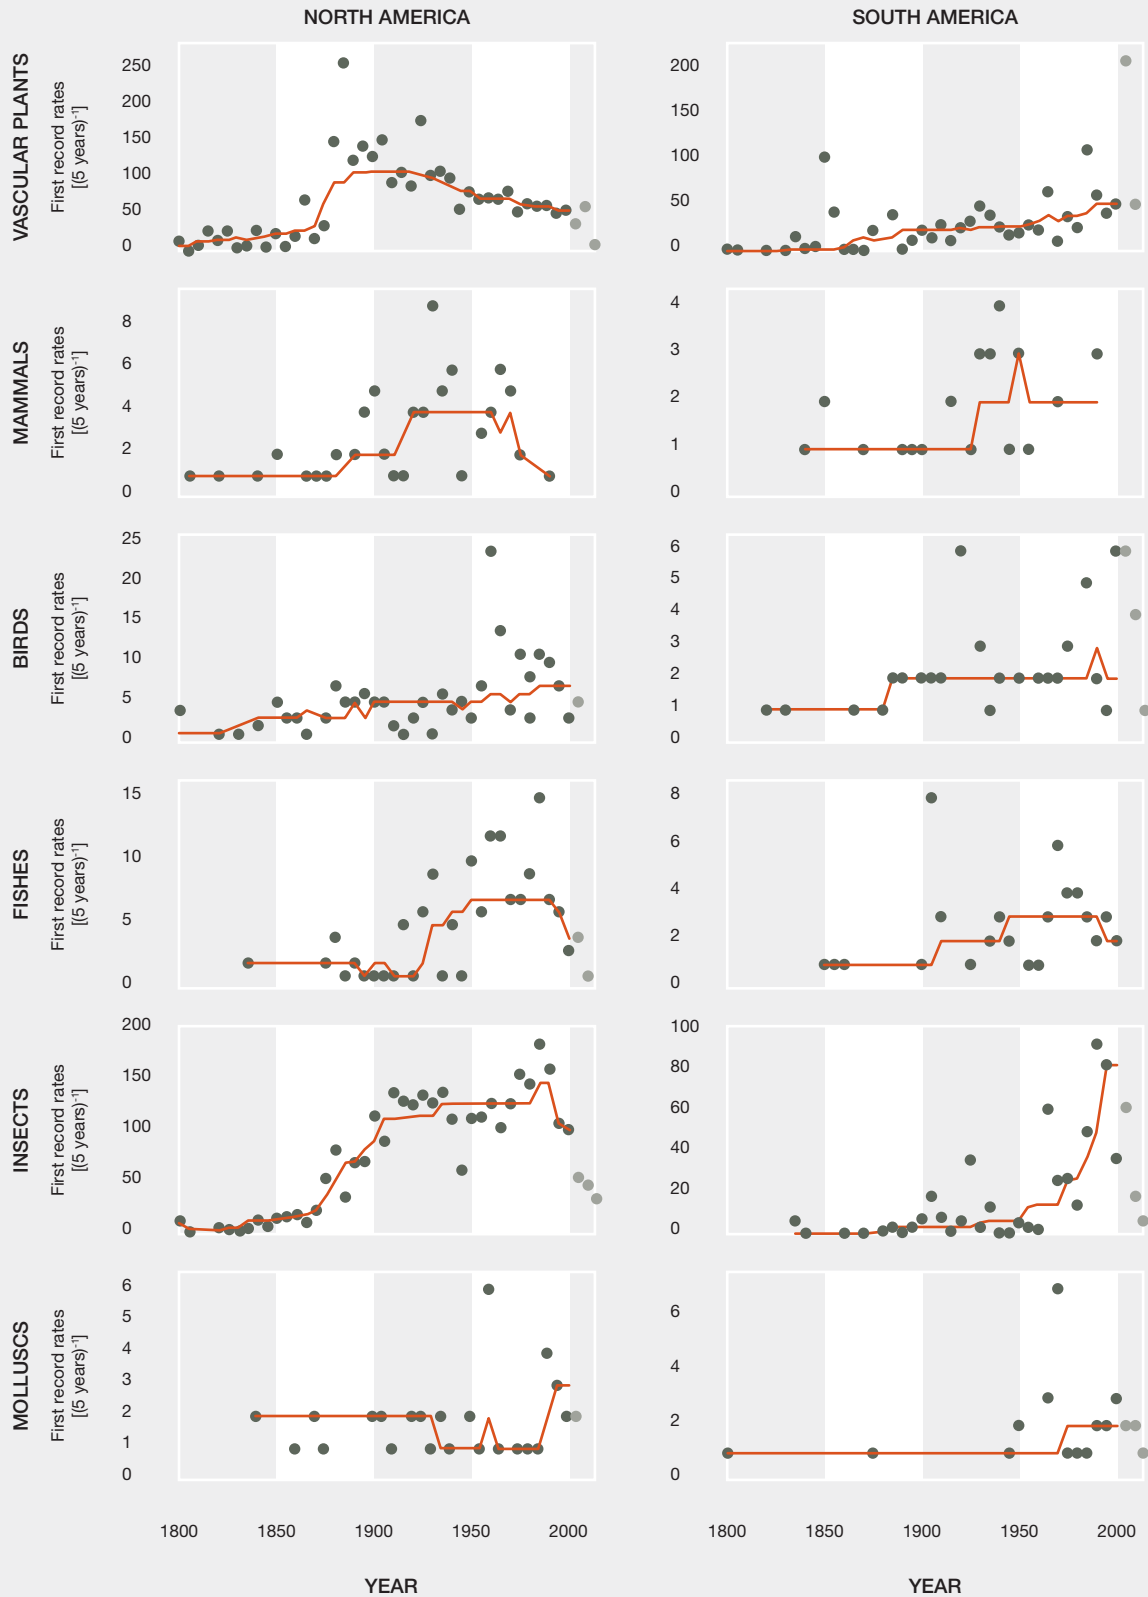 NORTH AMERICA
SOUTH AMERICA
VASCULAR PLANTS
First record rates
[(5 years)⁻¹]
250
200
150
100
50
0
200
150
100
50
0
MAMMALS
First record rates
[(5 years)⁻¹]
8
6
4
2
0
4
3
2
1
0
BIRDS
First record rates
[(5 years)⁻¹]
25
20
15
10
5
0
6
5
4
3
2
1
0
FISHES
First record rates
[(5 years)⁻¹]
15
10
5
0
8
6
4
2
0
INSECTS
First record rates
[(5 years)⁻¹]
200
150
100
50
0
100
80
60
40
20
0
MOLLUSCS
First record rates
[(5 years)⁻¹]
6
5
4
3
2
1
0
6
4
2
0
1800 1850 1900 1950 2000
1800 1850 1900 1950 2000
YEAR
YEAR